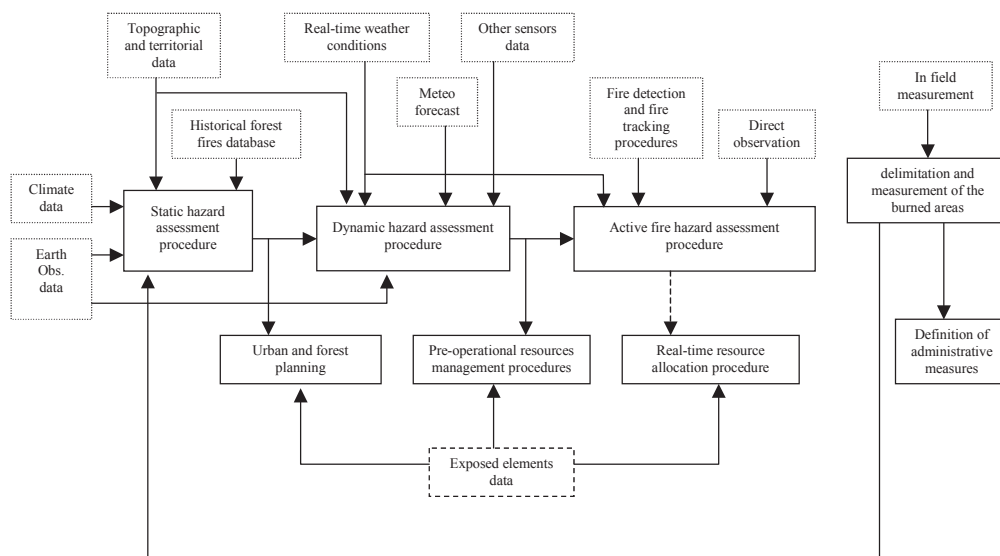 Topographic
and territorial
data
Real-time weather
conditions
Other sensors
data
Meteo
forecast
Historical forest
fires database
Fire detection
and fire
tracking
procedures
Direct
observation
In field
measurement
Climate
data
Earth
Obs.
data
Static hazard
assessment
procedure
Dynamic hazard assessment
procedure
Active fire hazard assessment
procedure
delimitation and
measurement of the
burned areas
Urban and forest
planning
Pre-operational resources
management procedures
Real-time resource
allocation procedure
Definition of
administrative
measures
Exposed elements
data